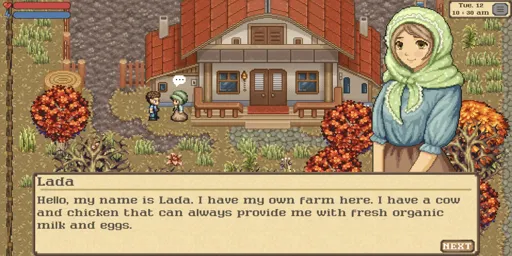 Tue. 12
10 : 30 am
Lada
Hello, my name is Lada. I have my own farm here. I have a cow
and chicken that can always provide me with fresh organic
milk and eggs.
NEXT